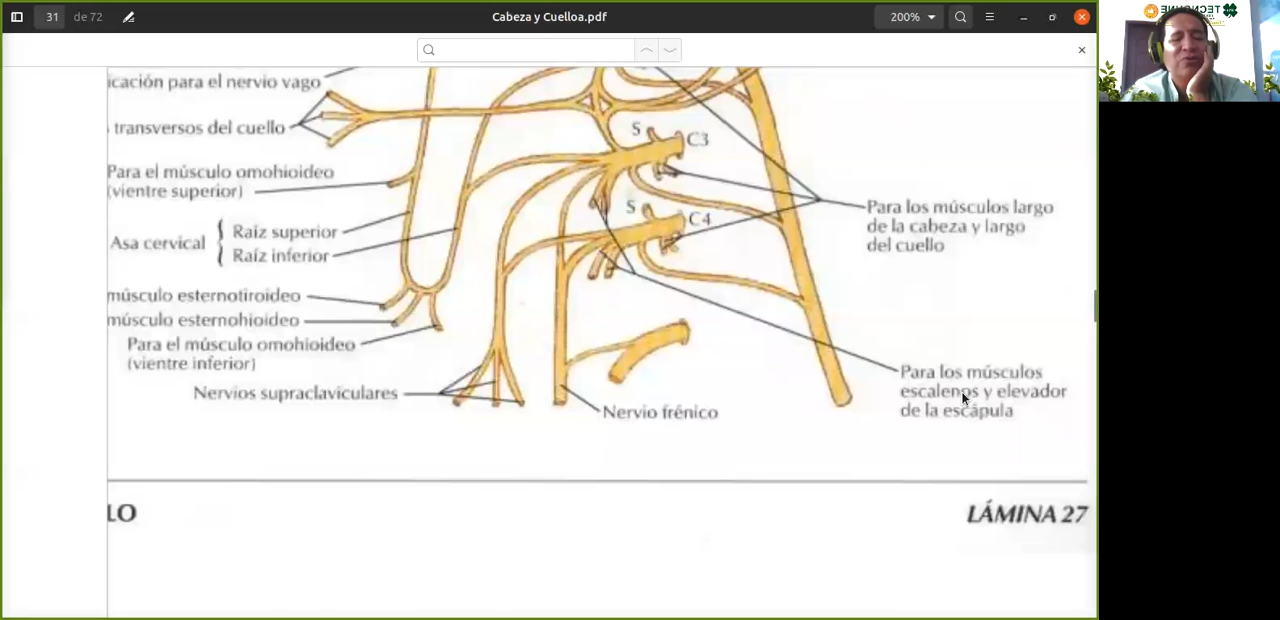 31 de 72
Cabeza y Cuelloa.pdf
200%
icación para el nervio vago
transversos del cuello
Para el músculo omohioideo
(vientre superior)
Asa cervical
Raíz superior
Raíz inferior
músculo esternotiroideo
músculo esternohioideo
Para el músculo omohioideo
(vientre inferior)
Nervios supraclaviculares
S
C3
S
C4
Para los músculos largo
de la cabeza y largo
del cuello
Para los músculos
escalenos y elevador
de la escápula
Nervio frénico
LO
LÁMINA 27